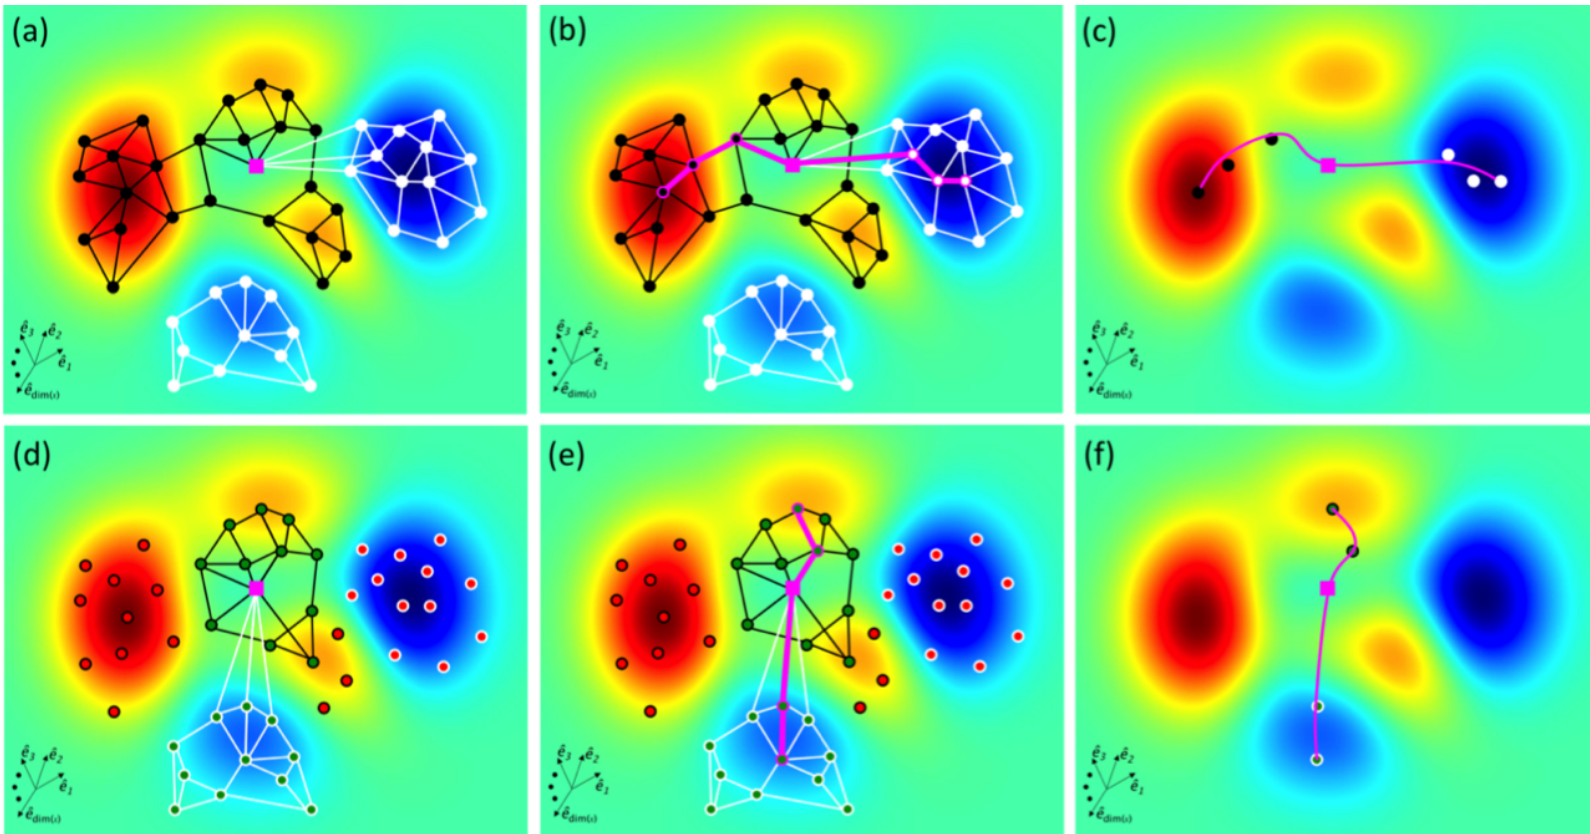 (a)
ê3 ê2
ê1
êdim(x)
(b)
ê3 ê2
ê1
êdim(x)
(c)
ê3 ê2
ê1
êdim(x)
(d)
ê3 ê2
ê1
êdim(x)
(e)
ê3 ê2
ê1
êdim(x)
(f)
ê3 ê2
ê1
êdim(x)